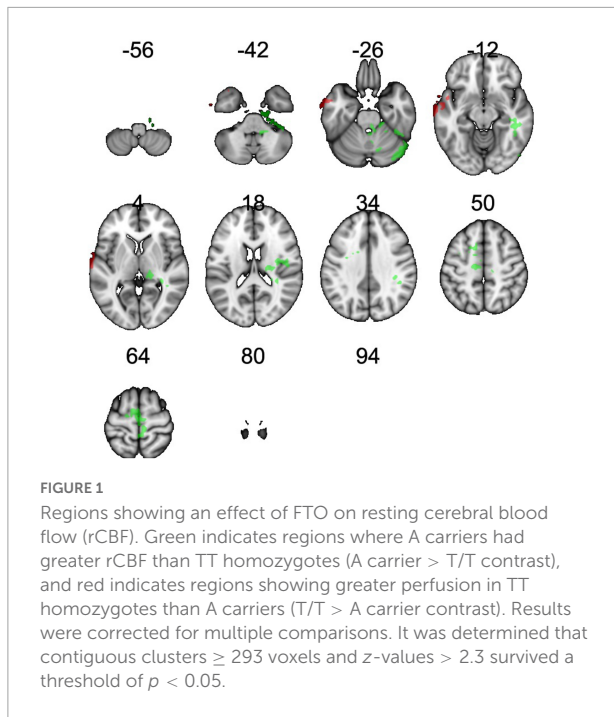 -56 -42 -26 -12
4 18 34 50
64 80 94
FIGURE 1
Regions showing an effect of FTO on resting cerebral blood
flow (rCBF). Green indicates regions where A carriers had
greater rCBF than TT homozygotes (A carrier > T/T contrast),
and red indicates regions showing greater perfusion in TT
homozygotes than A carriers (T/T > A carrier contrast). Results
were corrected for multiple comparisons. It was determined that
contiguous clusters ≥ 293 voxels and z-values > 2.3 survived a
threshold of p < 0.05.